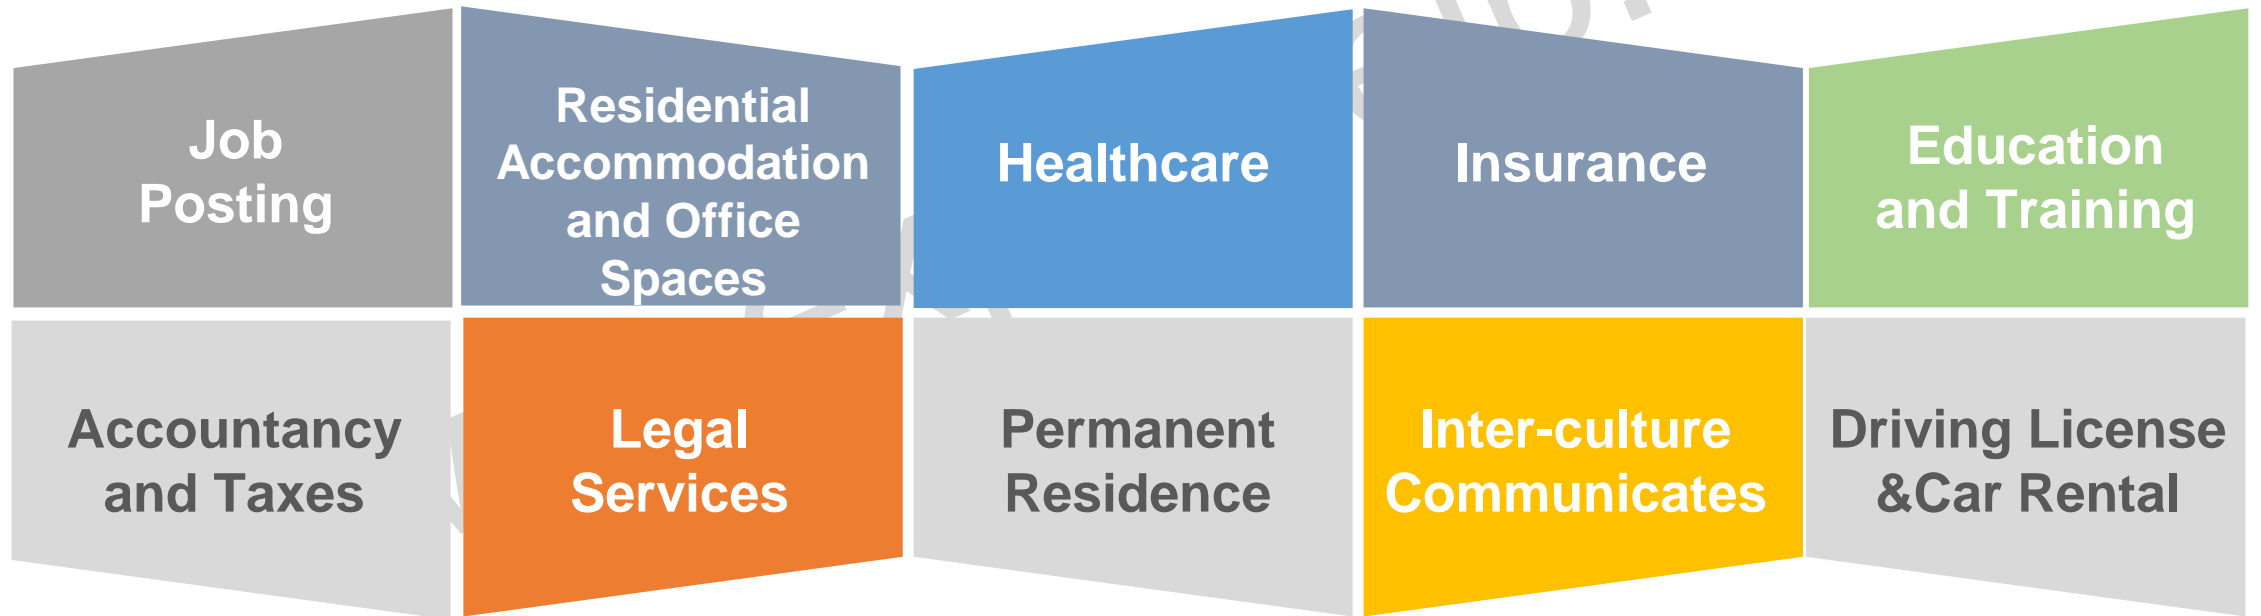 Job
Posting
Residential
Accommodation
and Office
Spaces
Healthcare
Insurance
Education
and Training
Accountancy
and Taxes
Legal
Services
Permanent
Residence
Inter-culture
Communicates
Driving License
&Car Rental